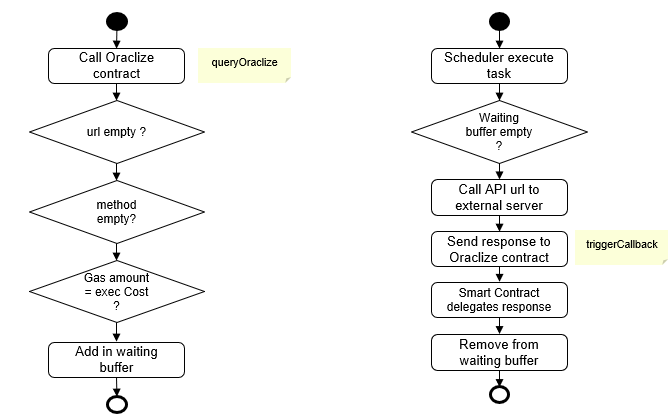 Call Oraclize
contract
queryOraclize
url empty ?
method
empty?
Gas amount
= exec Cost
?
Add in waiting
buffer
Scheduler execute
task
Waiting
buffer empty
?
Call API url to
external server
Send response to
Oraclize contract
triggerCallback
Smart Contract
delegates response
Remove from
waiting buffer